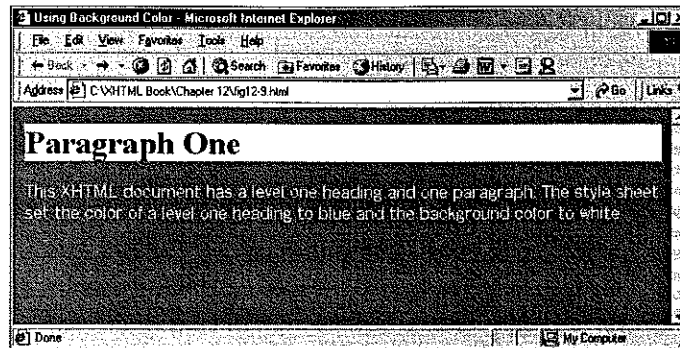 Using Background Color - Microsoft Internet Explorer
File Edit View Favorites Tools Help
Back Search Favorites History
Address C:\XHTML Book\Chapter 12\fig12-9.html Go Links
Paragraph One
This XHTML document has a level one heading and one paragraph. The style sheet
set the color of a level one heading to blue and the background color to white.
Done My Computer